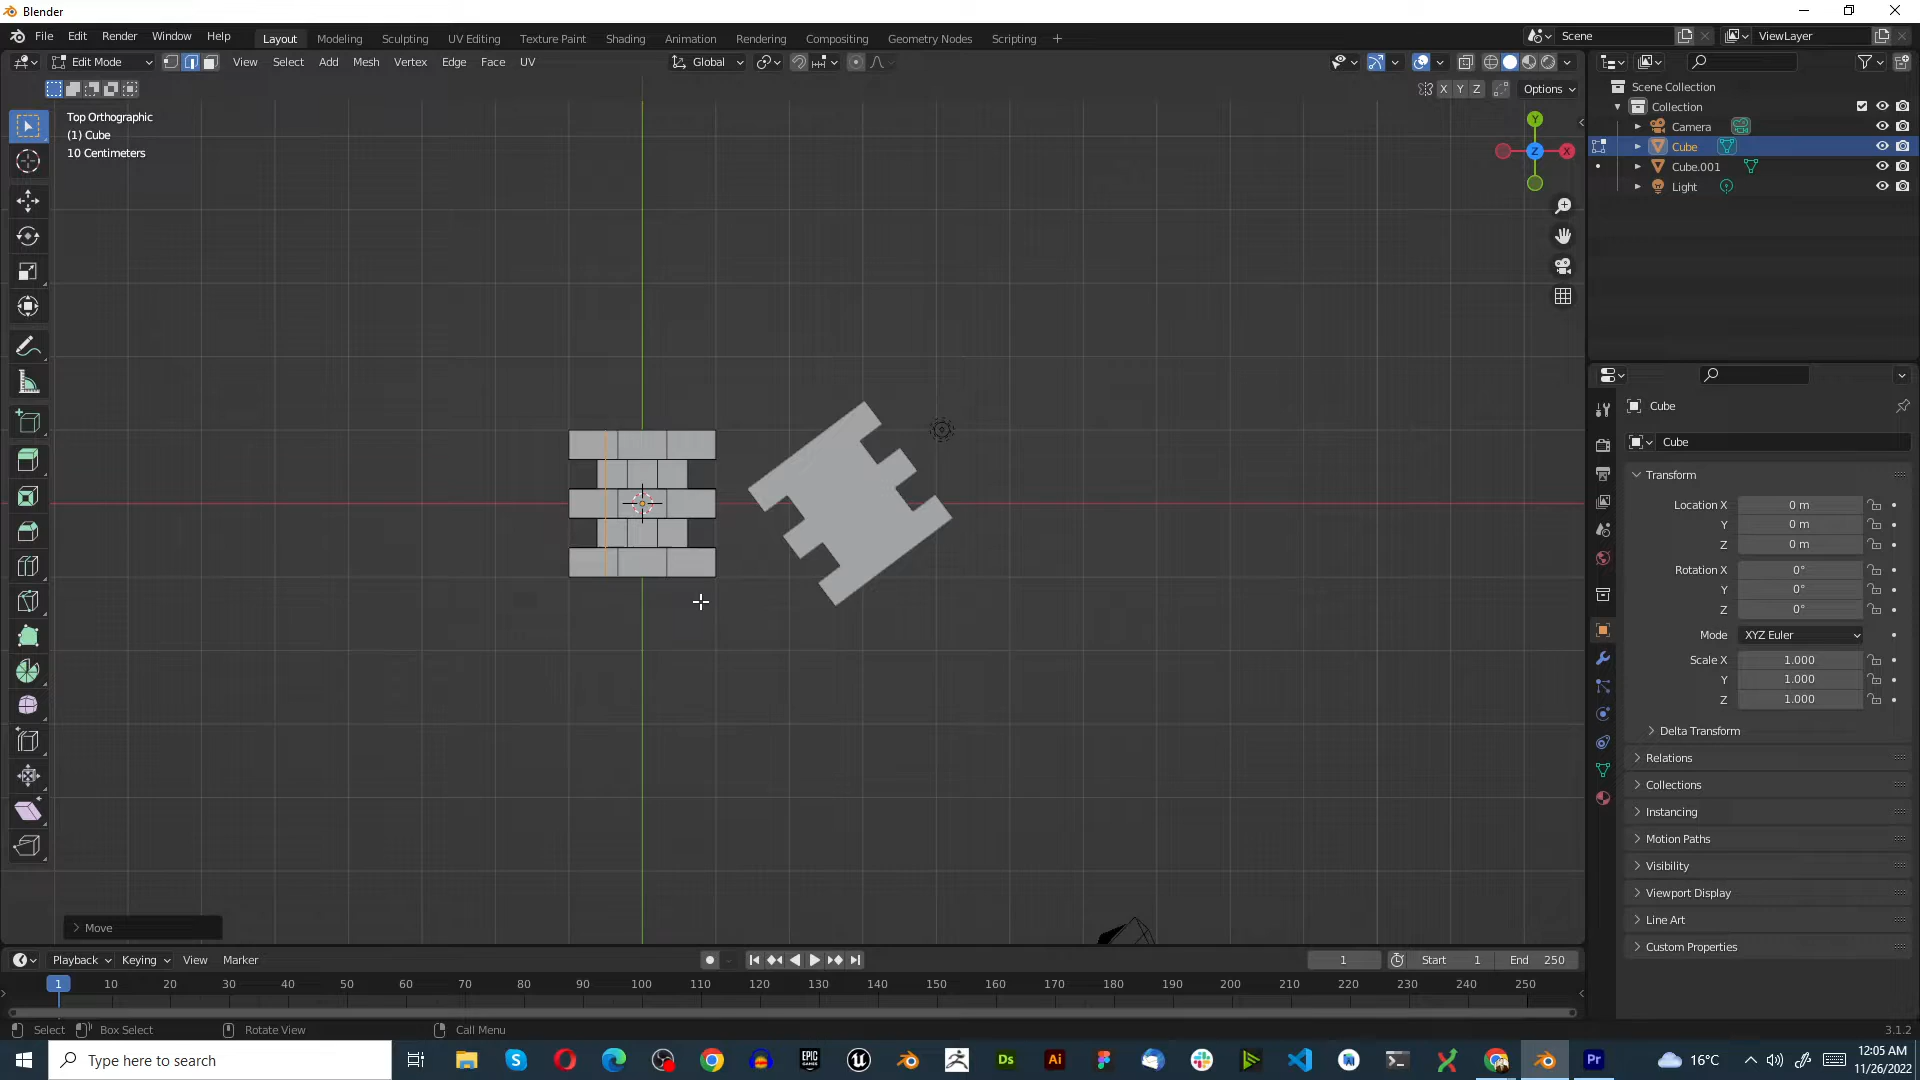 Blender
File Edit Render Window Help
Layout Modeling Sculpting UV Editing Texture Paint Shading Animation Rendering Compositing Geometry Nodes Scripting +
Scene
ViewLayer
Edit Mode View Select Add Mesh Vertex Edge Face UV
Global
X Y Z Options
Top Orthographic
(1) Cube
10 Centimeters
Y
Z
X
Scene Collection
Collection
Camera
Cube
Cube.001
Light
Cube
Cube
Transform
Location X 0 m
Y 0 m
Z 0 m
Rotation X 0°
Y 0°
Z 0°
Mode XYZ Euler
Scale X 1.000
Y 1.000
Z 1.000
Delta Transform
Relations
Collections
Instancing
Motion Paths
Visibility
Viewport Display
Line Art
Custom Properties
Move
Playback Keying View Marker
1 Start 1 End 250
1 10 20 30 40 50 60 70 80 90 100 110 120 130 140 150 160 170 180 190 200 210 220 230 240 250
Select Box Select Rotate View Call Menu
3.1.2
Type here to search
Ds
Ai
Pr
16°C
12:05 AM
11/26/2022